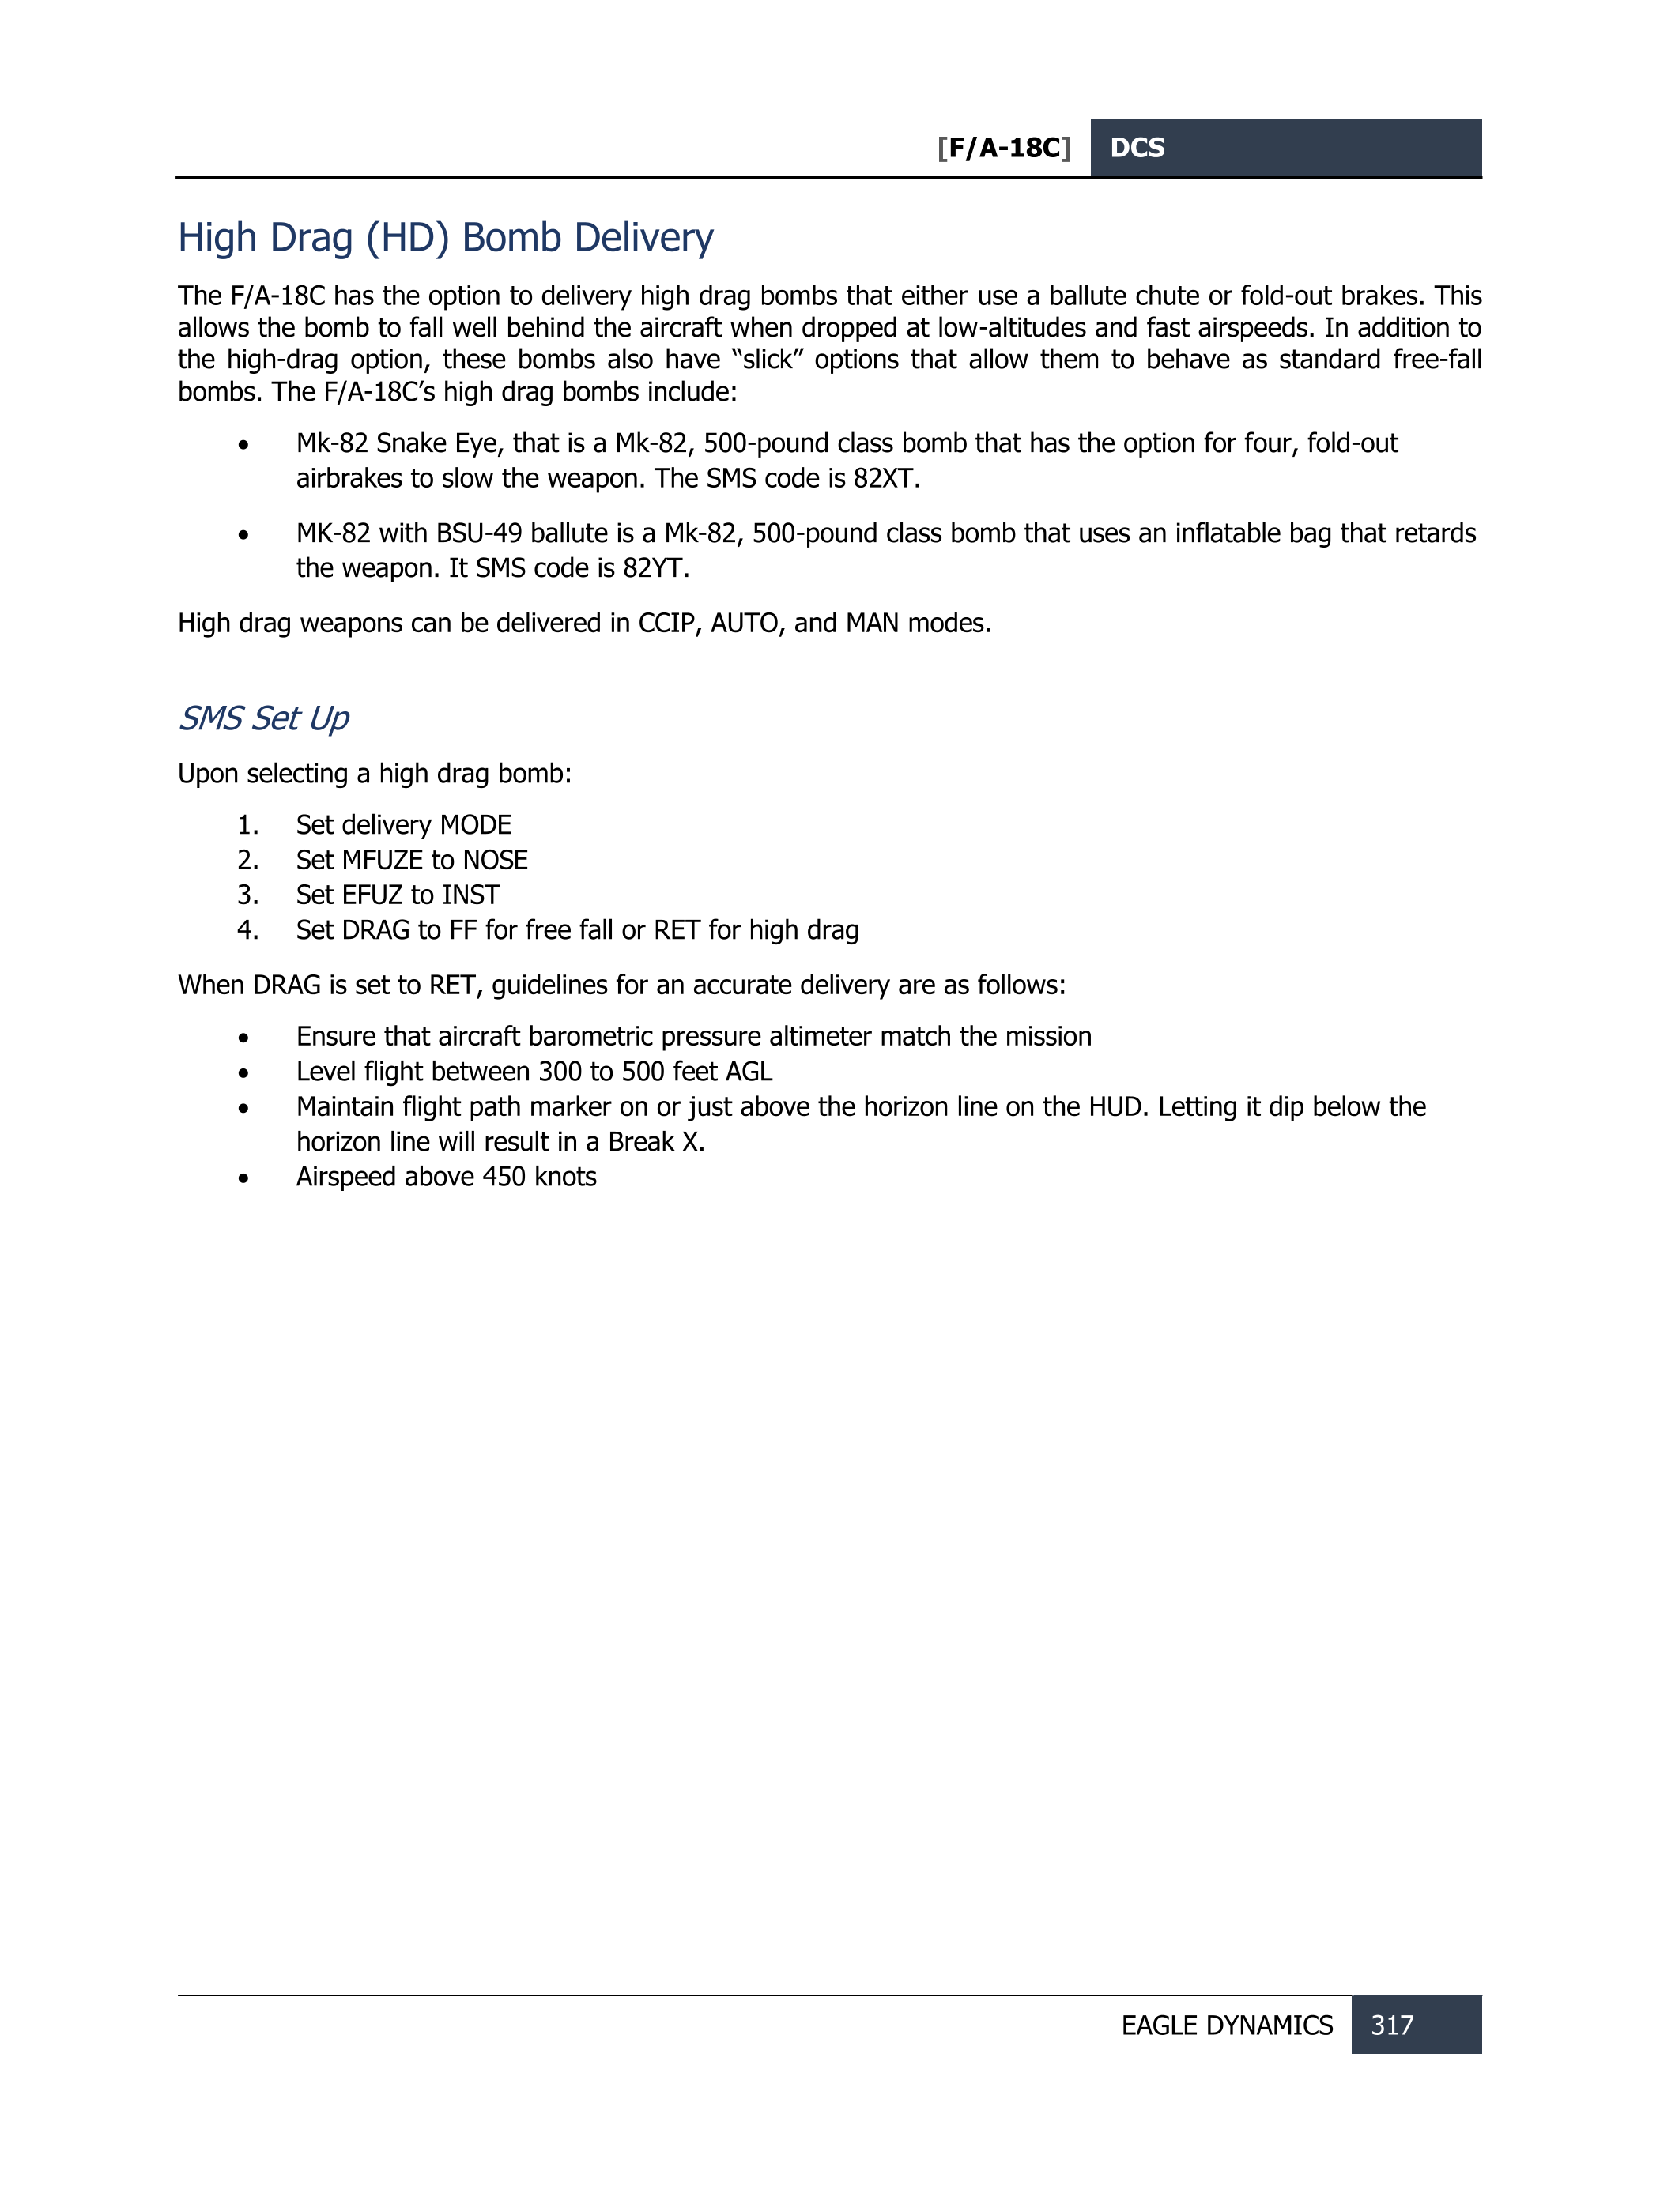 [F/A-18C] DCS
High Drag (HD) Bomb Delivery
The F/A-18C has the option to delivery high drag bombs that either use a ballute chute or fold-out brakes. This
allows the bomb to fall well behind the aircraft when dropped at low-altitudes and fast airspeeds. In addition to
the high-drag option, these bombs also have “slick” options that allow them to behave as standard free-fall
bombs. The F/A-18C’s high drag bombs include:
• Mk-82 Snake Eye, that is a Mk-82, 500-pound class bomb that has the option for four, fold-out
airbrakes to slow the weapon. The SMS code is 82XT.
• MK-82 with BSU-49 ballute is a Mk-82, 500-pound class bomb that uses an inflatable bag that retards
the weapon. It SMS code is 82YT.
High drag weapons can be delivered in CCIP, AUTO, and MAN modes.
SMS Set Up
Upon selecting a high drag bomb:
1. Set delivery MODE
2. Set MFUZE to NOSE
3. Set EFUZ to INST
4. Set DRAG to FF for free fall or RET for high drag
When DRAG is set to RET, guidelines for an accurate delivery are as follows:
• Ensure that aircraft barometric pressure altimeter match the mission
• Level flight between 300 to 500 feet AGL
• Maintain flight path marker on or just above the horizon line on the HUD. Letting it dip below the
horizon line will result in a Break X.
• Airspeed above 450 knots
EAGLE DYNAMICS 317